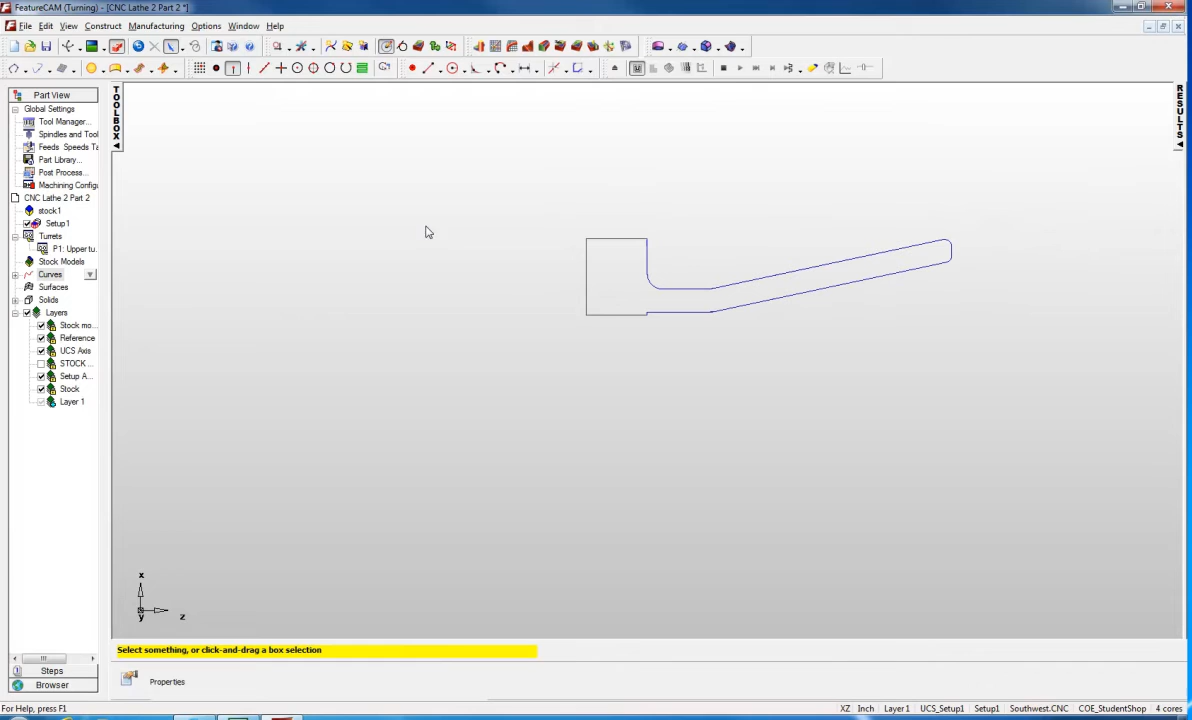 FeatureCAM (Turning) - [CNC Lathe 2 Part 2 *]
File Edit View Construct Manufacturing Options Window Help
Part View
TOOLBOX
RESULTS
Global Settings
Tool Manager...
Spindles and Tool
Feeds Speeds Ta
Part Library...
Post Process...
Machining Configu
CNC Lathe 2 Part 2
stock1
Setup1
Turrets
P1: Upper tu.
Stock Models
Curves
Surfaces
Solids
Layers
Stock mo...
Reference
UCS Axis
STOCK ...
Setup A...
Stock
Layer 1
x
y
z
Select something, or click-and-drag a box selection
Steps
Properties
Browser
For Help, press F1
XZ Inch Layer 1 UCS_Setup1 Setup1 Southwest.CNC COE_StudentShop 4 cores